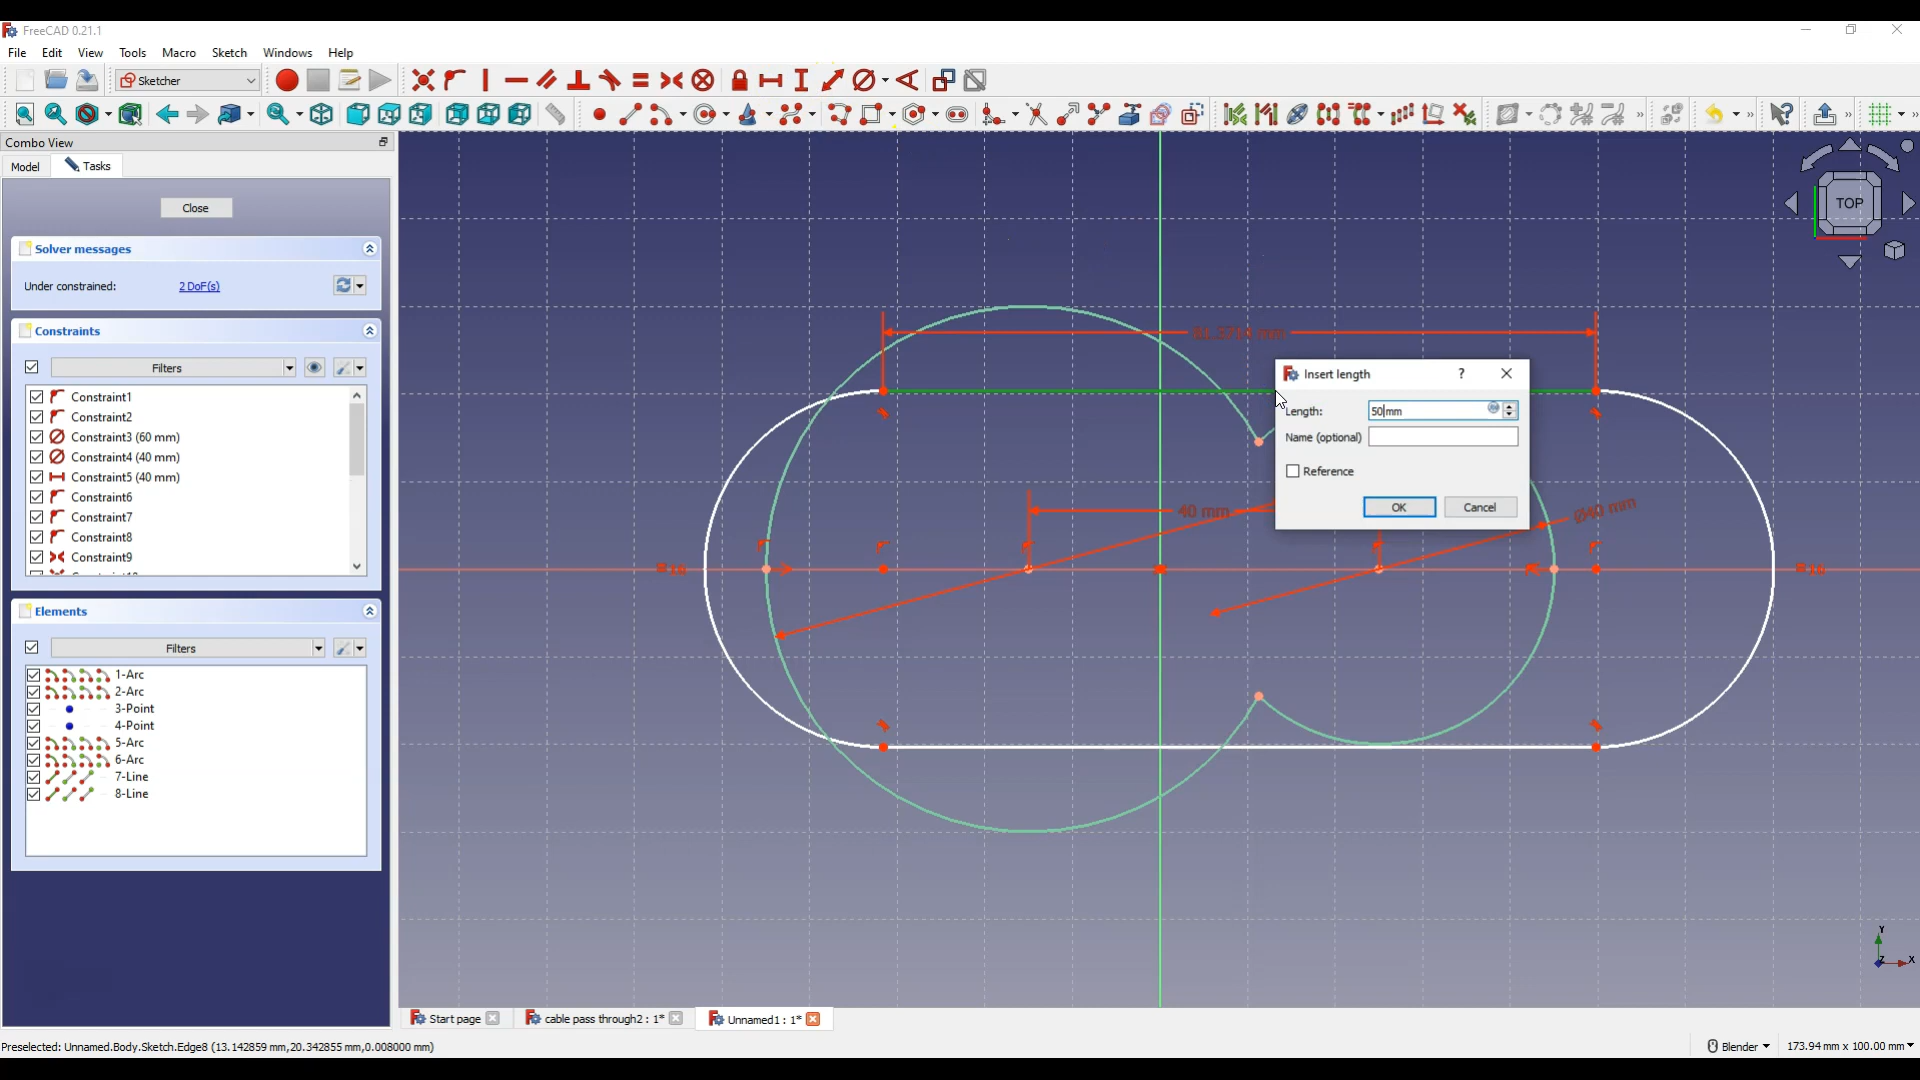 FreeCAD 0.21.1
File Edit View Tools Macro Sketch Windows Help
Sketcher
Combo View
Model Tasks
TOP
Close
Solver messages
Under constrained: 2 DoF(s)
Constraints
Filters
Constraint1
Constraint2
Constraint3 (60 mm)
Constraint4 (40 mm)
Constraint5 (40 mm)
Constraint6
Constraint7
Constraint8
Constraint9
Elements
Filters
1-Arc
2-Arc
3-Point
4-Point
5-Arc
6-Arc
7-Line
8-Line
Insert length ?
Length: 50mm
Name (optional)
Reference
OK Cancel
40 mm
Ø40 mm
Y
Z X
Start page cable pass through2 : 1* Unnamed1 : 1*
Preselected: Unnamed.Body.Sketch.Edge8 (13.142859 mm,20.342855 mm,0.008000 mm)
Blender 173.94 mm x 100.00 mm